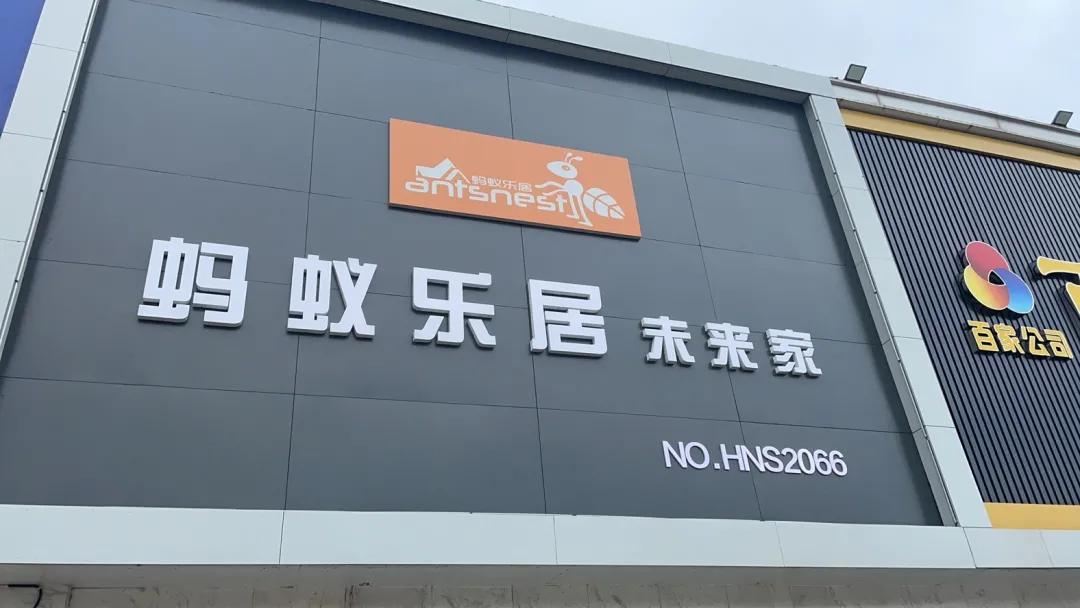 蚂蚁乐居
antsnest
蚂蚁乐居 未来家
NO.HNS2066
百家公司